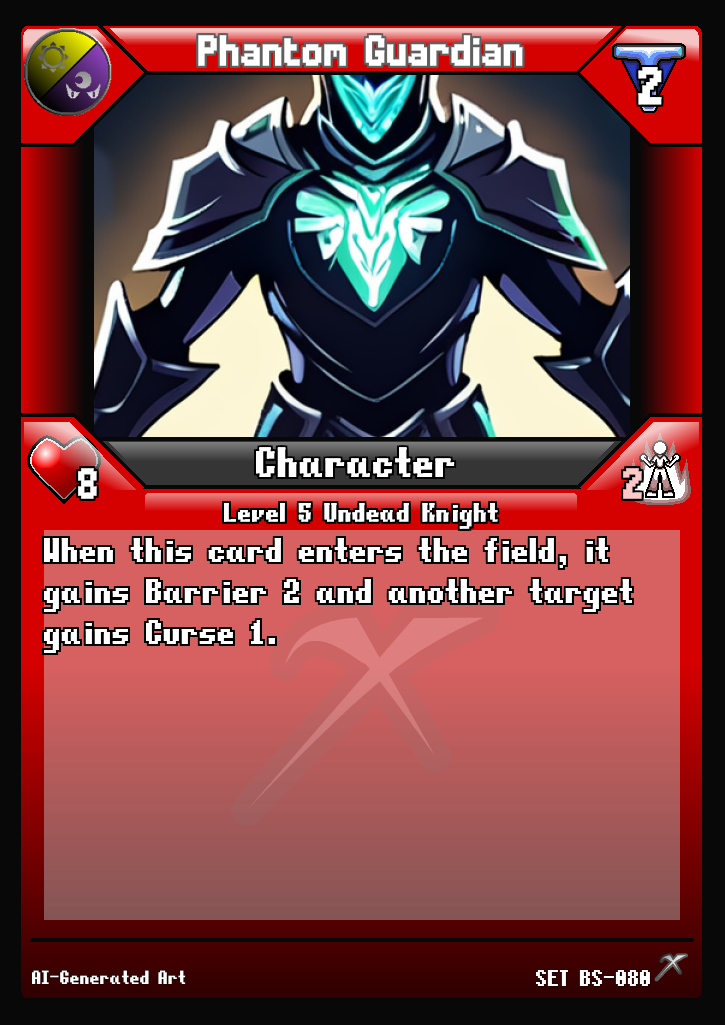 Phantom Guardian
2
Character
8
2
Level 5 Undead Knight
When this card enters the field, it
gains Barrier 2 and another target
gains Curse 1.
AI-Generated Art
SET BS-080